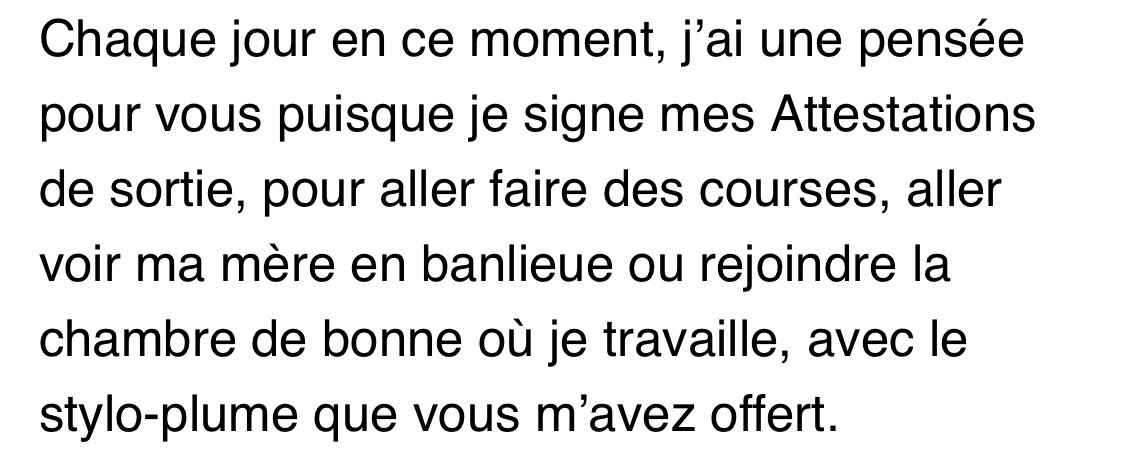 Chaque jour en ce moment, j’ai une pensée
pour vous puisque je signe mes Attestations
de sortie, pour aller faire des courses, aller
voir ma mère en banlieue ou rejoindre la
chambre de bonne où je travaille, avec le
stylo-plume que vous m’avez offert.